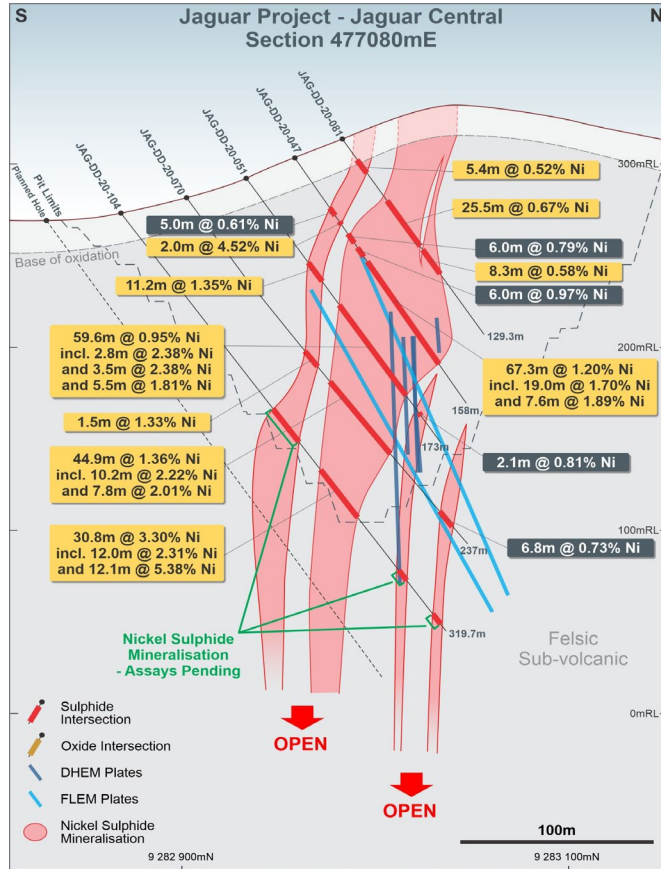 S
Jaguar Project - Jaguar Central
N
Section 477080mE
JAG-DD-20-081
JAG-DD-20-047
JAG-DD-20-051
JAG-DD-20-070
JAG-DD-20-104
Pit Limits
Planned Hole
Base of oxidation
300mRL
5.4m @ 0.52% Ni
25.5m @ 0.67% Ni
5.0m @ 0.61% Ni
2.0m @ 4.52% Ni
6.0m @ 0.79% Ni
8.3m @ 0.58% Ni
6.0m @ 0.97% Ni
11.2m @ 1.35% Ni
129.3m
200mRL
59.6m @ 0.95% Ni
incl. 2.8m @ 2.38% Ni
and 3.5m @ 2.38% Ni
and 5.5m @ 1.81% Ni
67.3m @ 1.20% Ni
incl. 19.0m @ 1.70% Ni
and 7.6m @ 1.89% Ni
158m
1.5m @ 1.33% Ni
173m
44.9m @ 1.36% Ni
incl. 10.2m @ 2.22% Ni
and 7.8m @ 2.01% Ni
2.1m @ 0.81% Ni
100mRL
30.8m @ 3.30% Ni
incl. 12.0m @ 2.31% Ni
and 12.1m @ 5.38% Ni
237m
6.8m @ 0.73% Ni
319.7m
Nickel Sulphide
Mineralisation
- Assays Pending
Felsic
Sub-volcanic
0mRL
OPEN
OPEN
Sulphide
Intersection
Oxide Intersection
DHEM Plates
FLEM Plates
Nickel Sulphide
Mineralisation
100m
9 282 900mN
9 283 100mN